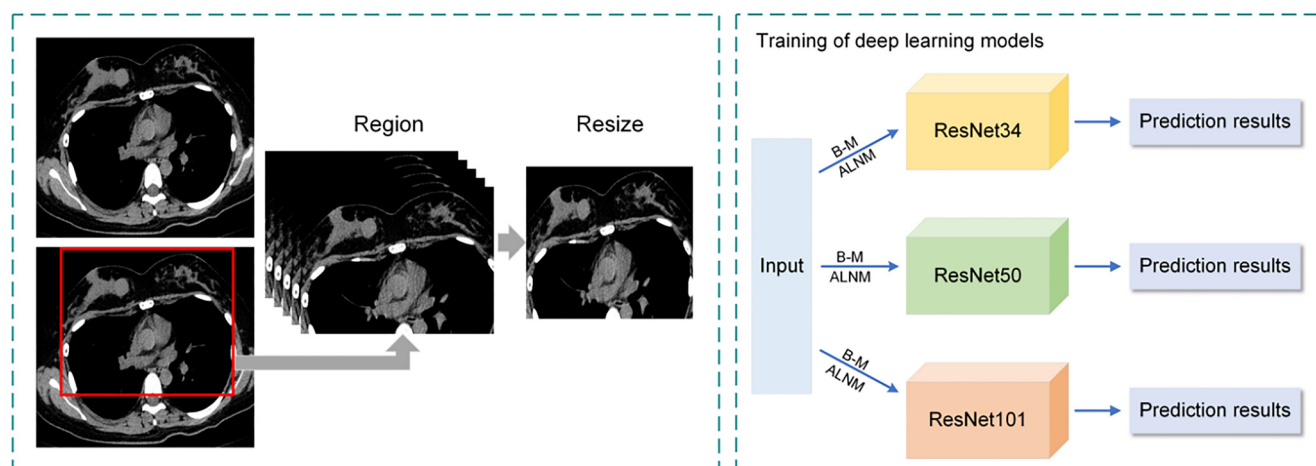 Region
Resize
Training of deep learning models
Input
B-M
ALNM
ResNet34
Prediction results
B-M
ALNM
ResNet50
Prediction results
B-M
ALNM
ResNet101
Prediction results